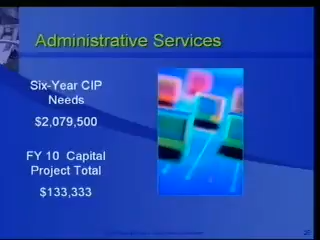 Administrative Services
Six-Year CIP
Needs
$2,079,500
FY 10 Capital
Project Total
$133,333